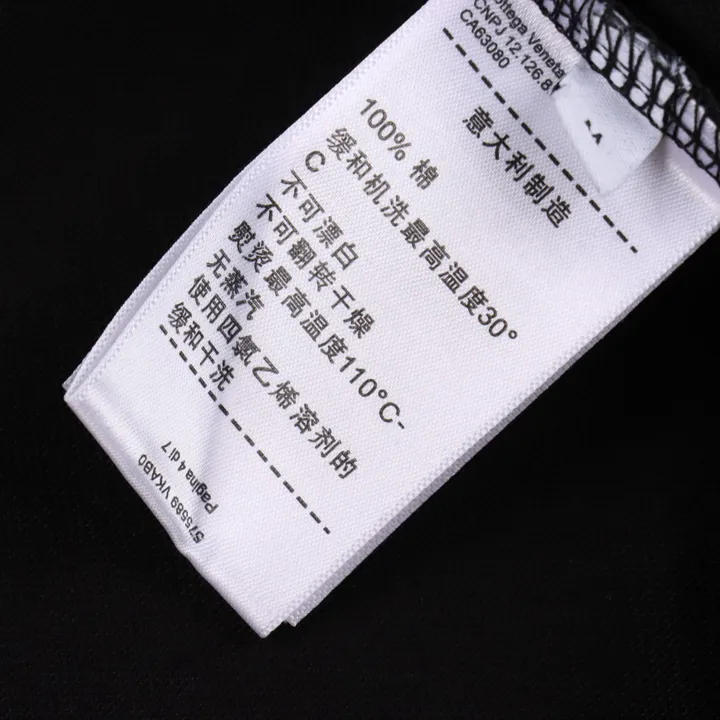 ottega Veneta
CNPJ 12.126.8
CA63080
意大利制造
100% 棉
缓和机洗最高温度30°
C
不可漂白
不可翻转干燥
熨烫最高温度110°C-
无蒸汽
使用四氯乙烯溶剂的
缓和干洗
Pagina 4 di 7
575589 VKAB0